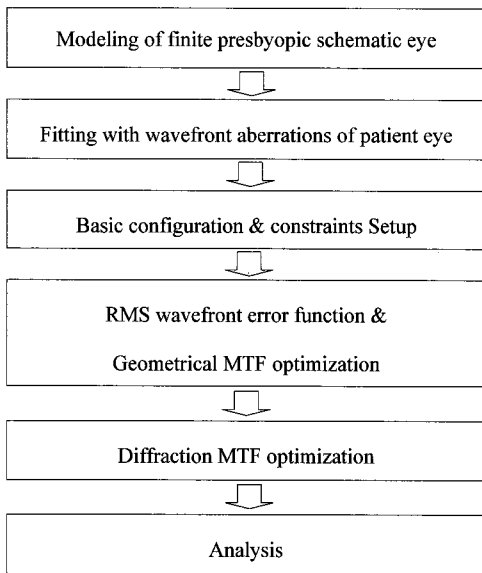 Modeling of finite presbyopic schematic eye
Fitting with wavefront aberrations of patient eye
Basic configuration & constraints Setup
RMS wavefront error function &
Geometrical MTF optimization
Diffraction MTF optimization
Analysis